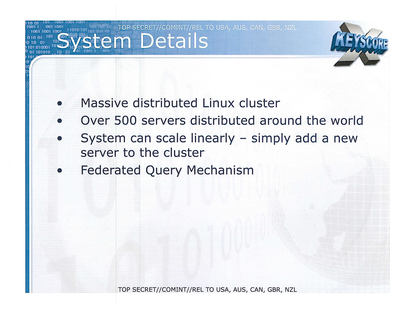 TOP SECRET//COMINT//REL TO USA, AUS, CAN, GBR, NZL
System Details
X KEYSCORE
• Massive distributed Linux cluster
• Over 500 servers distributed around the world
• System can scale linearly – simply add a new
server to the cluster
• Federated Query Mechanism
TOP SECRET//COMINT//REL TO USA, AUS, CAN, GBR, NZL